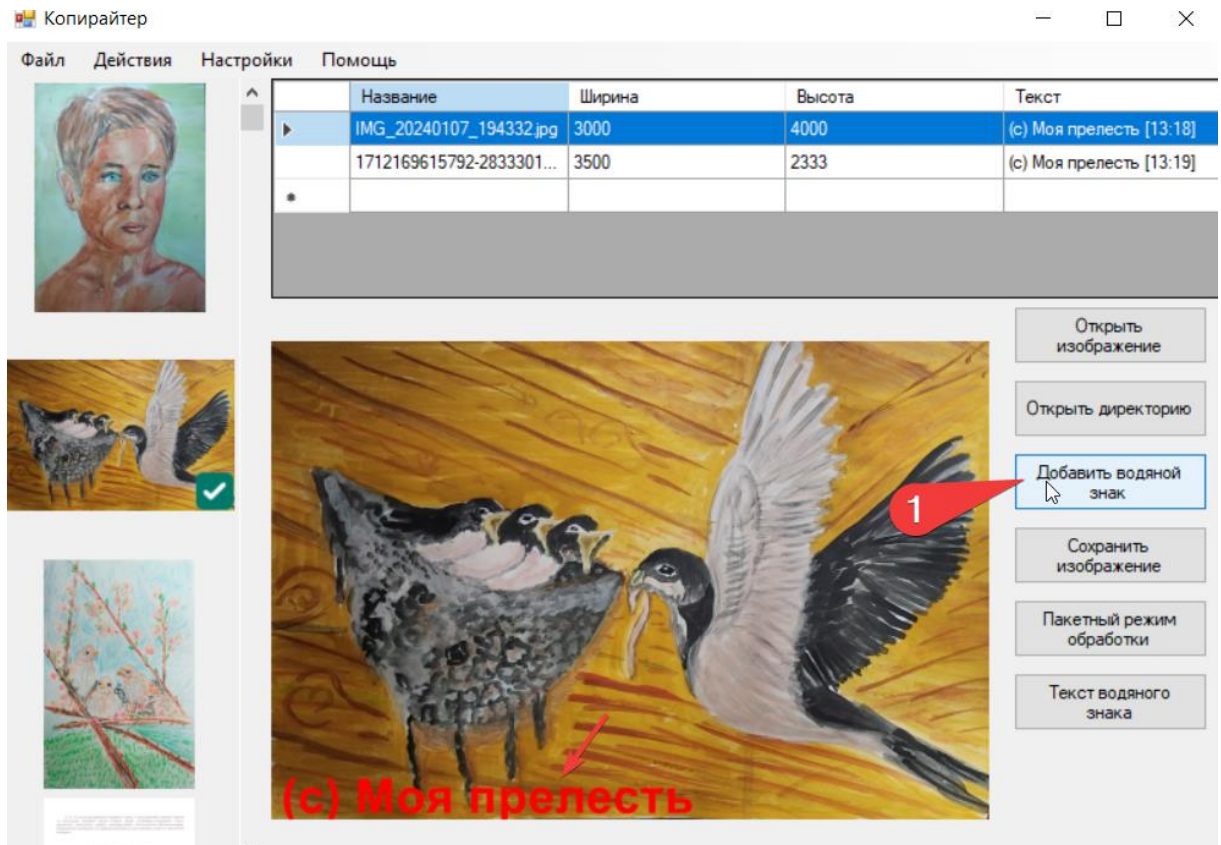 Копирайтер
Файл Действия Настройки Помощь
Название Ширина Высота Текст
IMG_20240107_194332.jpg 3000 4000 (с) Моя прелесть [13:18]
1712169615792-2833301... 3500 2333 (с) Моя прелесть [13:19]
Открыть
изображение
Открыть директорию
Добавить водяной
знак
1
Сохранить
изображение
Пакетный режим
обработки
Текст водяного
знака
(с) Моя прелесть